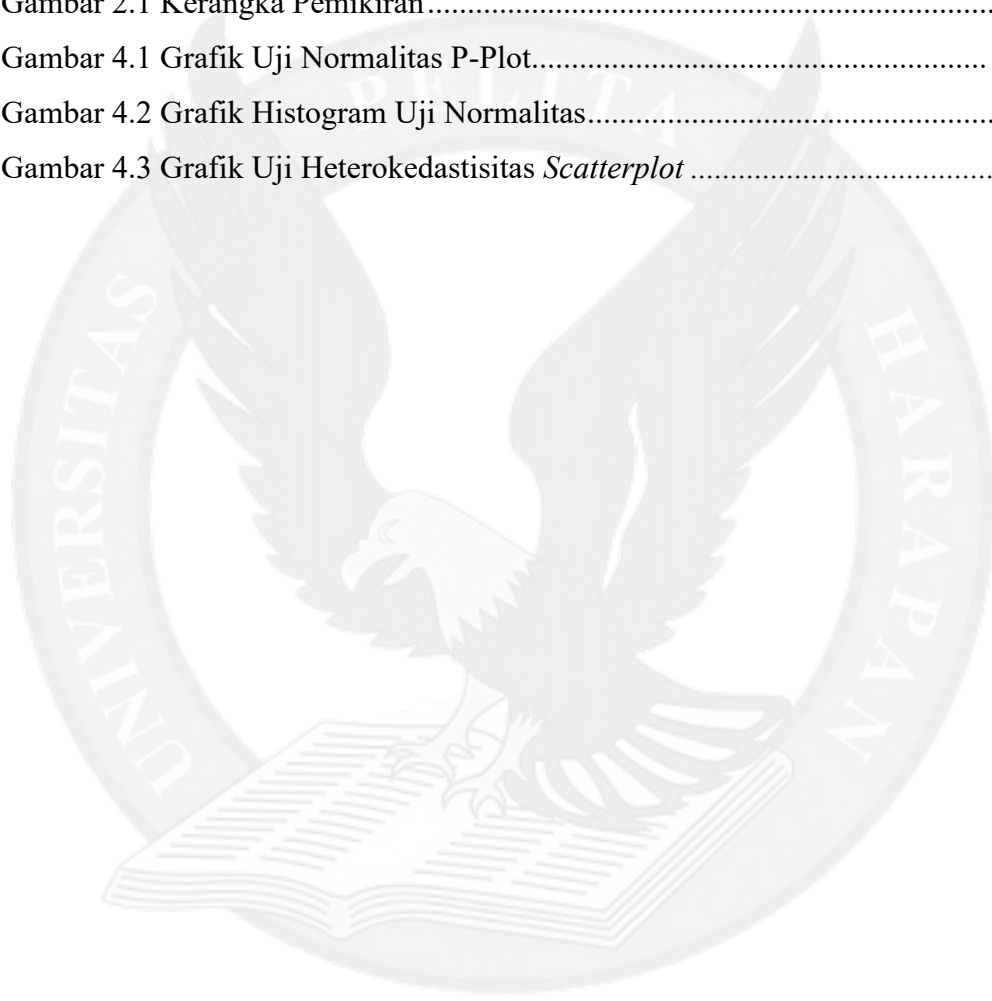 Gambar 2.1 Kerangka Pemikiran..........................................................................
Gambar 4.1 Grafik Uji Normalitas P-Plot.............................................................
Gambar 4.2 Grafik Histogram Uji Normalitas......................................................
Gambar 4.3 Grafik Uji Heterokedastisitas Scatterplot ........................................
UNIVERSITAS PELITA HARAPAN